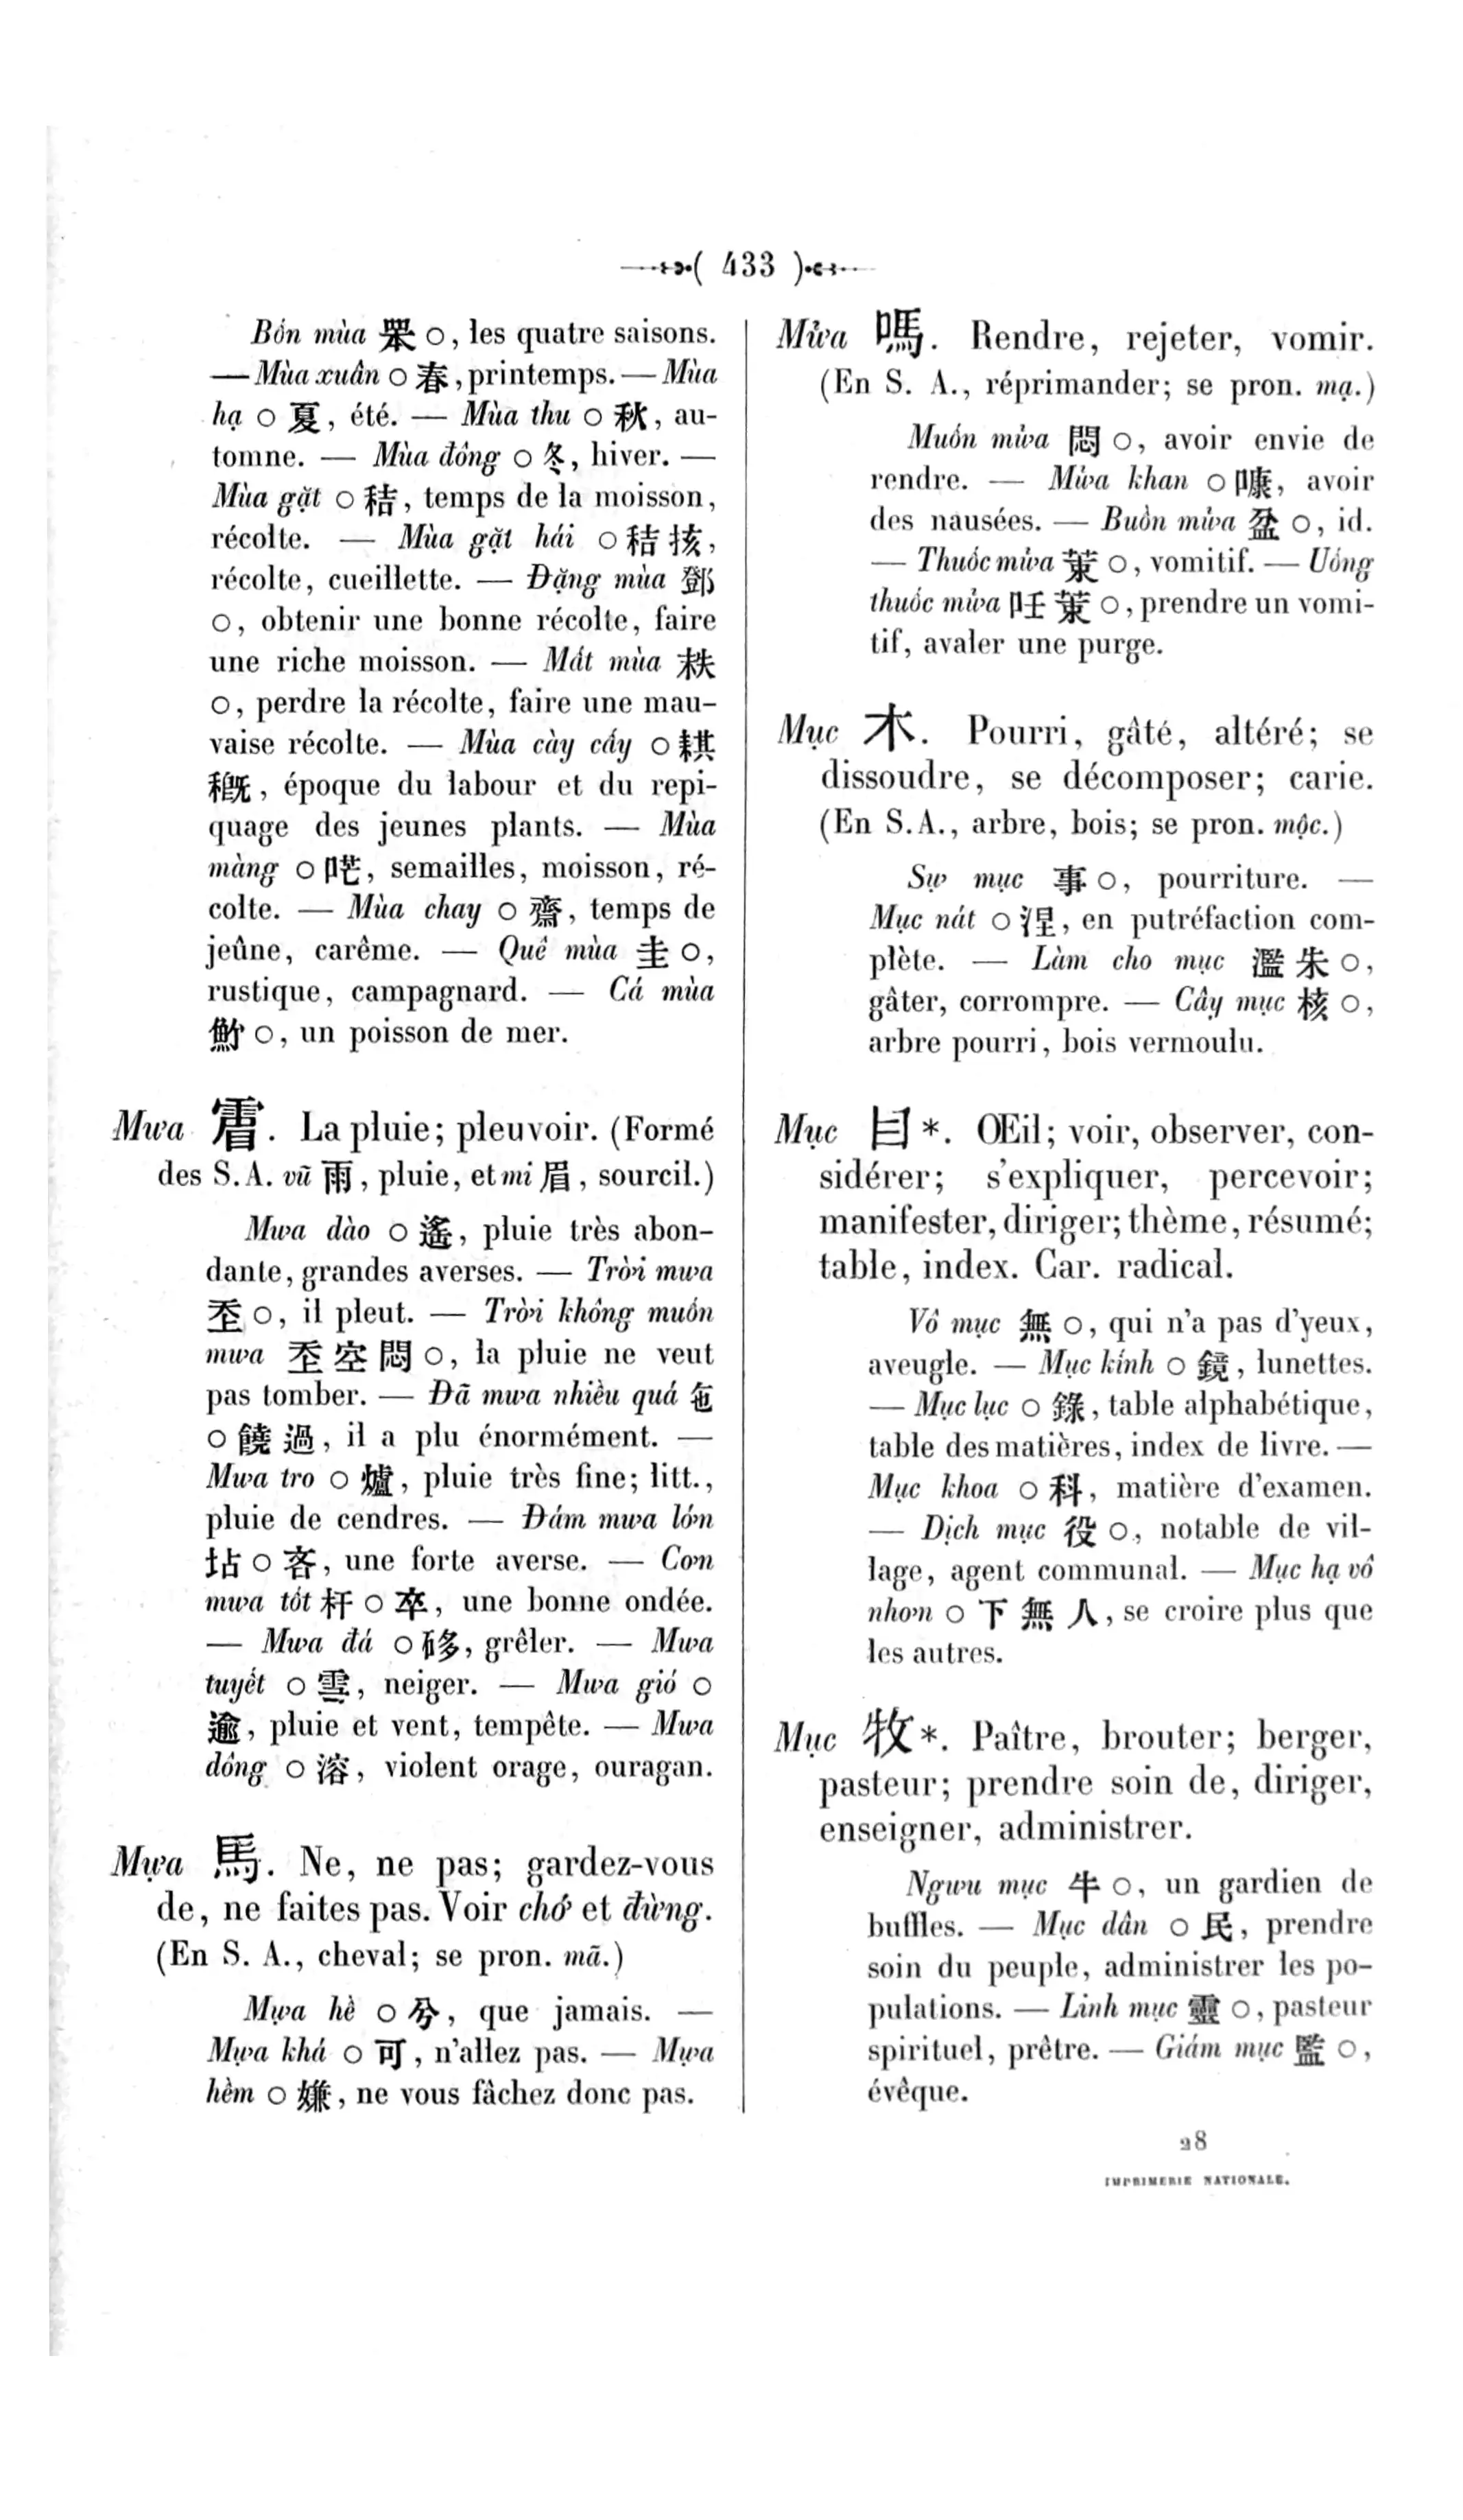 ( 433 )
Bốn mùa 𦊚 ○, les quatre saisons.
— Mùa xuân ○ 春, printemps. — Mùa
hạ ○ 夏, été. — Mùa thu ○ 秋, au-
tomne. — Mùa đông ○ 冬, hiver. —
Mùa gặt ○ 秸, temps de la moisson,
récolte. — Mùa gặt hái ○ 秸 㧡,
récolte, cueillette. — Đặng mùa 鄧
○, obtenir une bonne récolte, faire
une riche moisson. — Mất mùa 秩
○, perdre la récolte, faire une mau-
vaise récolte. — Mùa cày cấy ○ 𦓿
穊, époque du labour et du repi-
quage des jeunes plants. — Mùa
màng ○ 𠵘, semailles, moisson, ré-
colte. — Mùa chay ○ 齋, temps de
jeûne, carême. — Quê mùa 圭 ○,
rustique, campagnard. — Cá mùa
○, un poisson de mer.
Mưa 𩄎. La pluie; pleuvoir. (Formé
des S. A. vũ 雨, pluie, et mi 眉, sourcil.)
Mưa dào ○ 遙, pluie très abon-
dante, grandes averses. — Trời mưa
𡗶 ○, il pleut. — Trời không muốn
mưa 𡗶 空 悶 ○, la pluie ne veut
pas tomber. — Đã mưa nhiều quá 㐌
○ 饒 過, il a plu énormément. —
Mưa tro ○ 爐, pluie très fine; litt.,
pluie de cendres. — Đám mưa lớn
坫 ○ 吝, une forte averse. — Cơn
mưa tốt 杆 ○ 卒, une bonne ondée.
— Mưa đá ○ 𥒥, grêler. — Mưa
tuyết ○ 雪, neiger. — Mưa gió ○
逾, pluie et vent, tempête. — Mưa
dông ○ 溶, violent orage, ouragan.
Mựa 馬. Ne, ne pas; gardez-vous
de, ne faites pas. Voir chớ et đừng.
(En S. A., cheval; se pron. mã.)
Mựa hề ○ 兮, que jamais. —
Mựa khá ○ 可, n'allez pas. — Mựa
hềm ○ 嫌, ne vous fâchez donc pas.
Mửa 嗎. Rendre, rejeter, vomir.
(En S. A., réprimander; se pron. mạ.)
Muốn mửa 悶 ○, avoir envie de
rendre. — Mửa khan ○ 嗛, avoir
des nausées. — Buồn mửa 盆 ○, id.
— Thuốc mửa 葉 ○, vomitif. — Uống
thuốc mửa 𠰃 葉 ○, prendre un vomi-
tif, avaler une purge.
Mục 木. Pourri, gâté, altéré; se
dissoudre, se décomposer; carie.
(En S. A., arbre, bois; se pron. mộc.)
Sự mục 事 ○, pourriture. —
Mục nát ○ 涅, en putréfaction com-
plète. — Làm cho mục 濫 朱 ○,
gâter, corrompre. — Cây mục 核 ○,
arbre pourri, bois vermoulu.
Mục 目 *. Œil; voir, observer, con-
sidérer; s'expliquer, percevoir;
manifester, diriger; thème, résumé;
table, index. Car. radical.
Vô mục 無 ○, qui n'a pas d'yeux,
aveugle. — Mục kính ○ 鏡, lunettes.
— Mục lục ○ 錄, table alphabétique,
table des matières, index de livre. —
Mục khoa ○ 科, matière d'examen.
— Dịch mục 役 ○, notable de vil-
lage, agent communal. — Mục hạ vô
nhơn ○ 下 無 人, se croire plus que
les autres.
Mục 牧 *. Paître, brouter; berger,
pasteur; prendre soin de, diriger,
enseigner, administrer.
Ngưu mục 牛 ○, un gardien de
buffles. — Mục dân ○ 民, prendre
soin du peuple, administrer les po-
pulations. — Linh mục 靈 ○, pasteur
spirituel, prêtre. — Giám mục 監 ○,
évêque.
28
IMPRIMERIE NATIONALE.